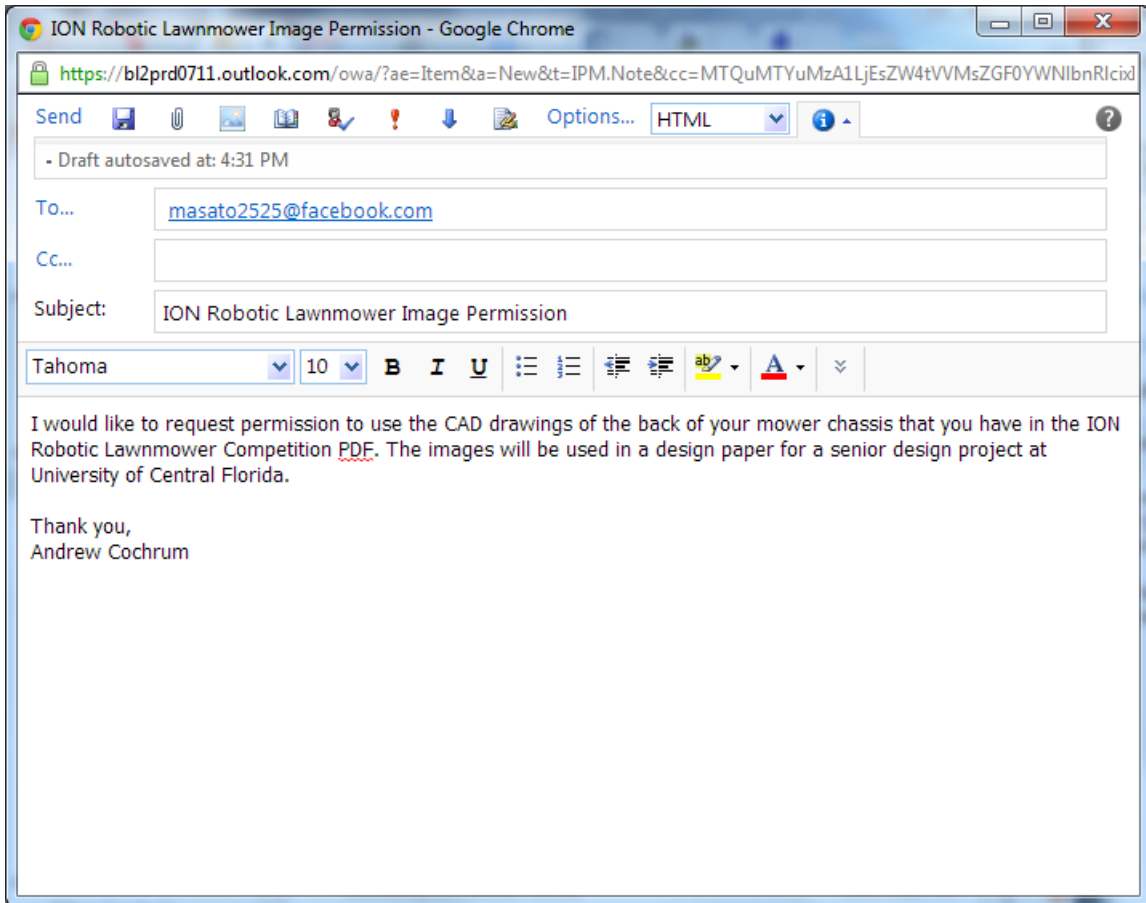 ION Robotic Lawnmower Image Permission - Google Chrome
https://bl2prd0711.outlook.com/owa/?ae=Item&a=New&t=IPM.Note&cc=MTQuMTYuMzA1LjEsZW4tVVMsZGF0YWNlbnRlcixl
Send Options... HTML
- Draft autosaved at: 4:31 PM
To... masato2525@facebook.com
Cc...
Subject: ION Robotic Lawnmower Image Permission
Tahoma 10 B I U ab A
I would like to request permission to use the CAD drawings of the back of your mower chassis that you have in the ION
Robotic Lawnmower Competition PDF. The images will be used in a design paper for a senior design project at
University of Central Florida.
Thank you,
Andrew Cochrum